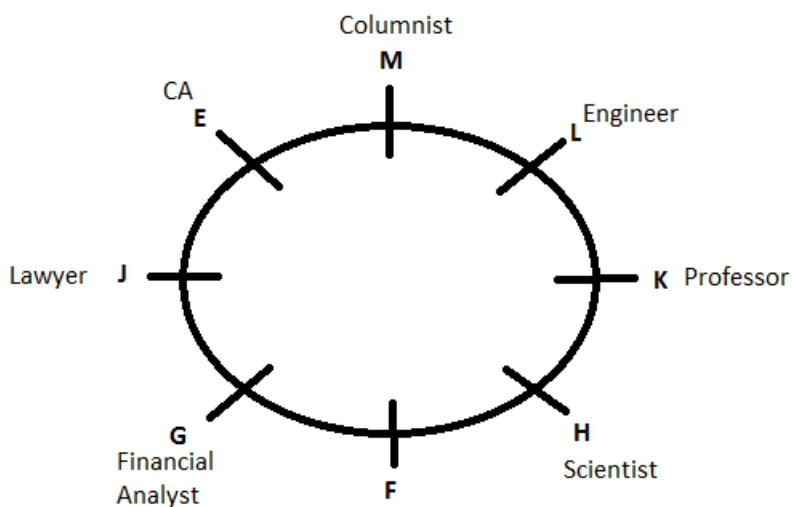 Columnist
M
CA
E
L Engineer
Lawyer J
K Professor
G
Financial
Analyst
F
H
Scientist